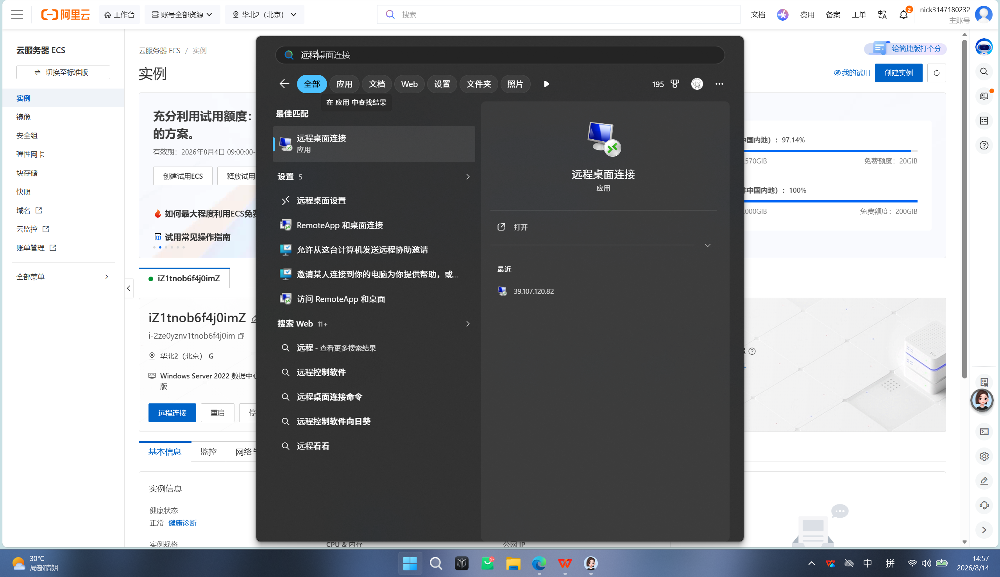 阿里云
工作台
账号全部资源
华北2（北京）
搜索...
文档
费用
备案
工单
2
nick3147180232
主账号
云服务器 ECS
切换至标准版
实例
镜像
安全组
弹性网卡
块存储
快照
域名
云监控
账单管理
全部菜单
云服务器 ECS / 实例
给简捷版打个分
实例
我的试用
创建实例
充分利用试用额度：
的方案。
有效期：2026年8月4日 09:00:00-
创建试用ECS
释放试用
如何最大程度利用ECS免费
试用常见操作指南
中国内地）：97.14%
.570GIB
免费额度：20GIB
非中国内地）：100%
.000GIB
免费额度：200GIB
iZ1tnob6f4j0imZ
iZ1tnob6f4j0imZ
i-2ze0yznv1tnob6f4j0im
华北2（北京） G
Windows Server 2022 数据中心
版
远程连接
重启
停
量
基本信息
监控
网络与
实例信息
健康状态
正常 健康诊断
实例规格
CPU & 内存
公网 IP
远程桌面连接
全部
应用
文档
Web
设置
文件夹
照片
195
在 应用 中查找结果
最佳匹配
远程桌面连接
应用
设置 5
远程桌面设置
RemoteApp 和桌面连接
允许从这台计算机发送远程协助邀请
邀请某人连接到你的电脑为你提供帮助，或...
访问 RemoteApp 和桌面
搜索 Web 11+
远程 - 查看更多搜索结果
远程控制软件
远程桌面连接命令
远程控制软件向日葵
远程看看
远程桌面连接
应用
打开
最近
39.107.120.82
30°C
局部晴朗
9+
中
拼
14:57
2026/8/14